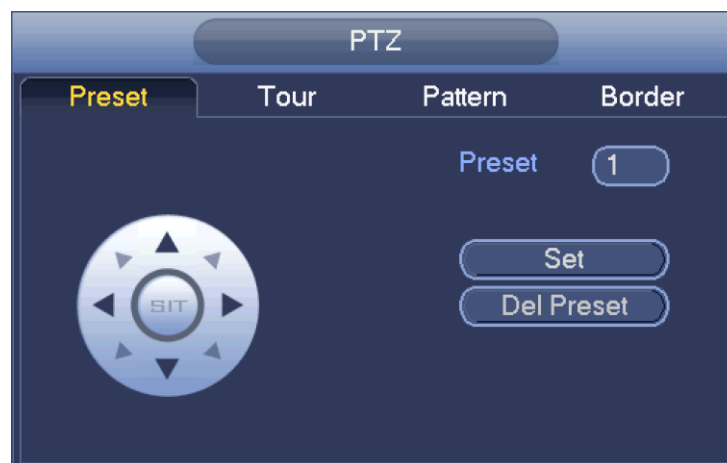 PTZ
Preset Tour Pattern Border
Preset 1
Set
SIT
Del Preset